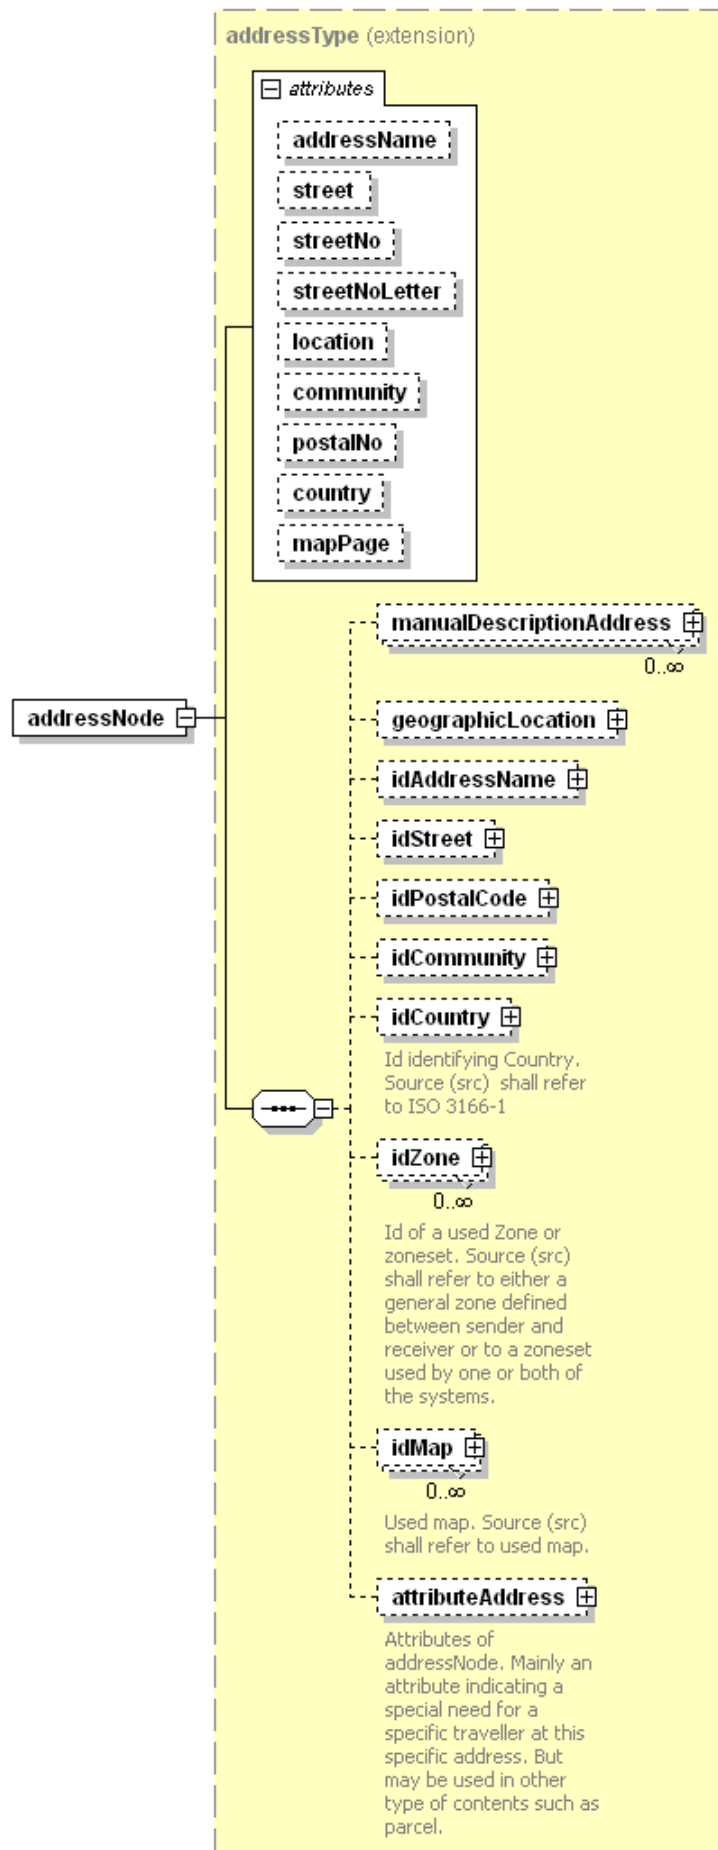 addressType (extension)
attributes
addressName
street
streetNo
streetNoLetter
location
community
postalNo
country
mapPage
manualDescriptionAddress
0..∞
addressNode
geographicLocation
idAddressName
idStreet
idPostalCode
idCommunity
idCountry
Id identifying Country.
Source (src) shall refer
to ISO 3166-1
idZone
0..∞
Id of a used Zone or
zoneset. Source (src)
shall refer to either a
general zone defined
between sender and
receiver or to a zoneset
used by one or both of
the systems.
idMap
0..∞
Used map. Source (src)
shall refer to used map.
attributeAddress
Attributes of
addressNode. Mainly an
attribute indicating a
special need for a
specific traveller at this
specific address. But
may be used in other
type of contents such as
parcel.